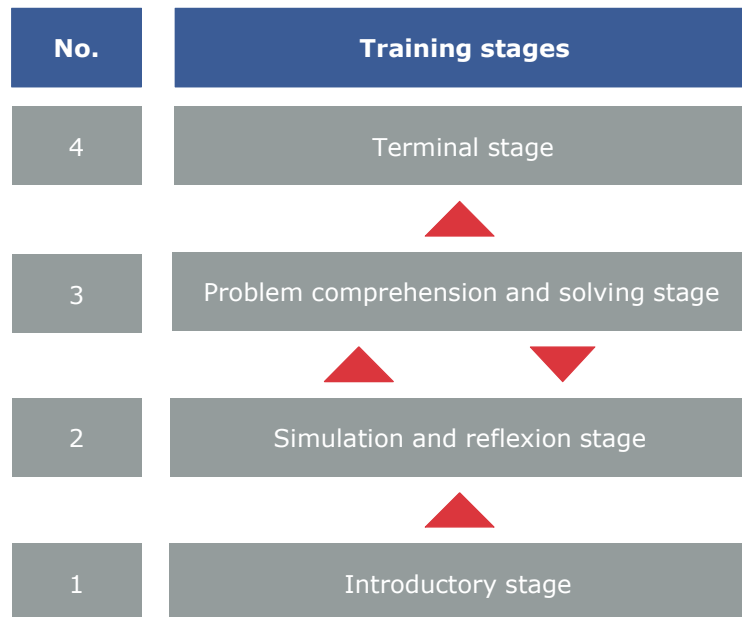 No.
Training stages
4
Terminal stage
3
Problem comprehension and solving stage
2
Simulation and reflexion stage
1
Introductory stage